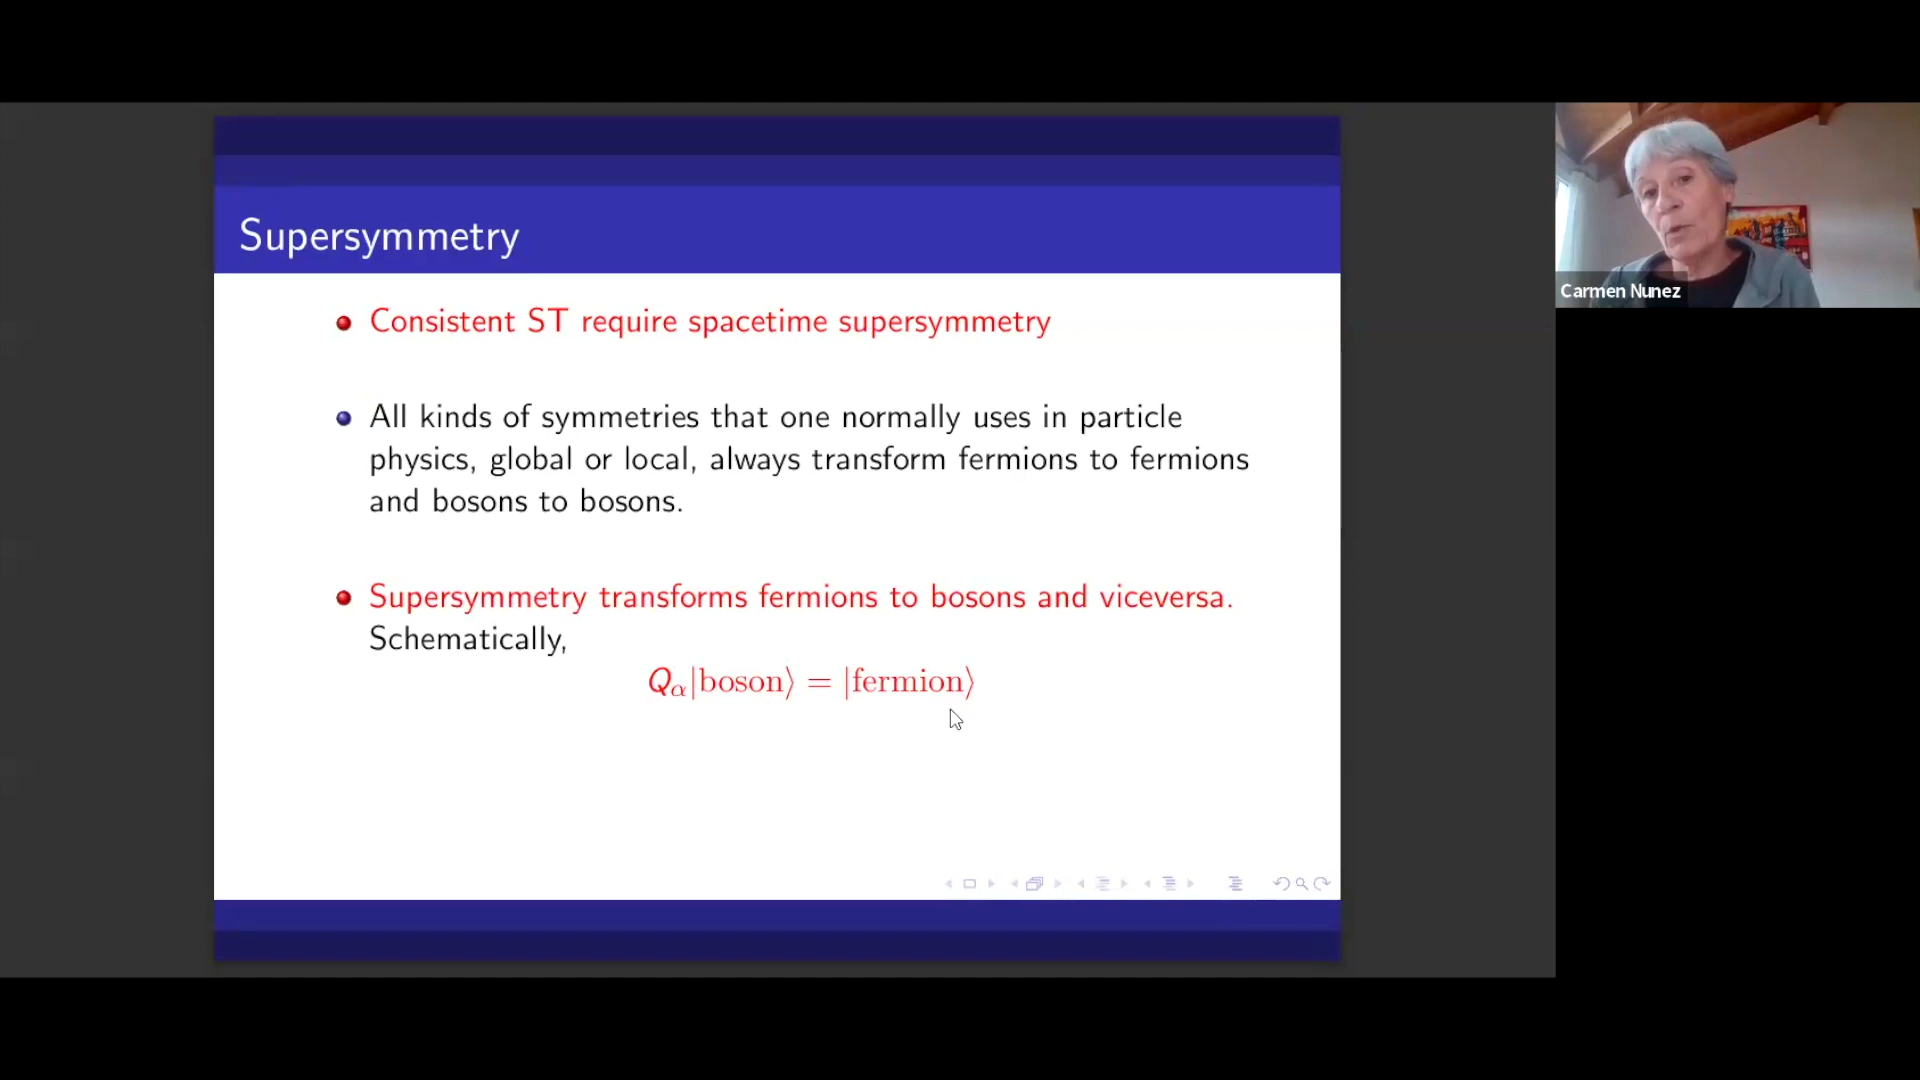 Supersymmetry
Consistent ST require spacetime supersymmetry
All kinds of symmetries that one normally uses in particle
physics, global or local, always transform fermions to fermions
and bosons to bosons.
Supersymmetry transforms fermions to bosons and viceversa.
Schematically,
Qα|boson⟩ = |fermion⟩
Carmen Nunez